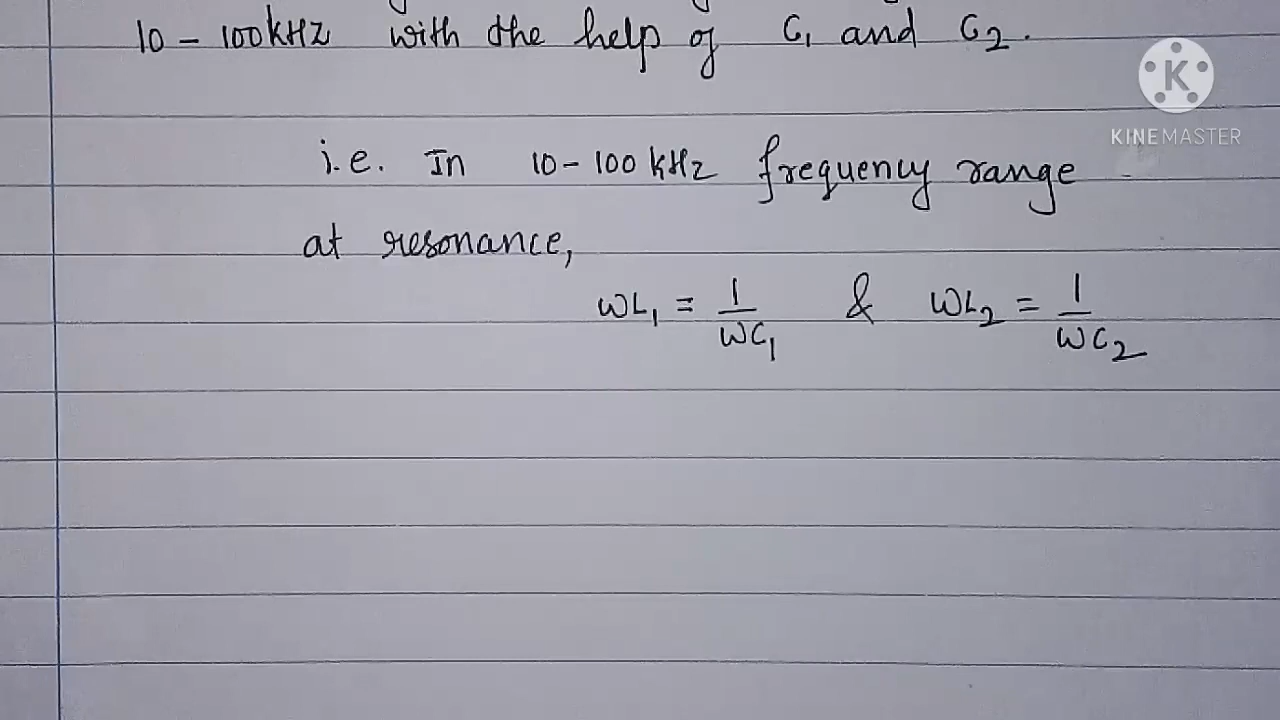 10 - 100kHz with the help of C₁ and C₂.
K
KINEMASTER
i.e. In 10-100 kHz frequency range
at resonance,
ωL₁ = 1/ωC₁ & ωL₂ = 1/ωC₂